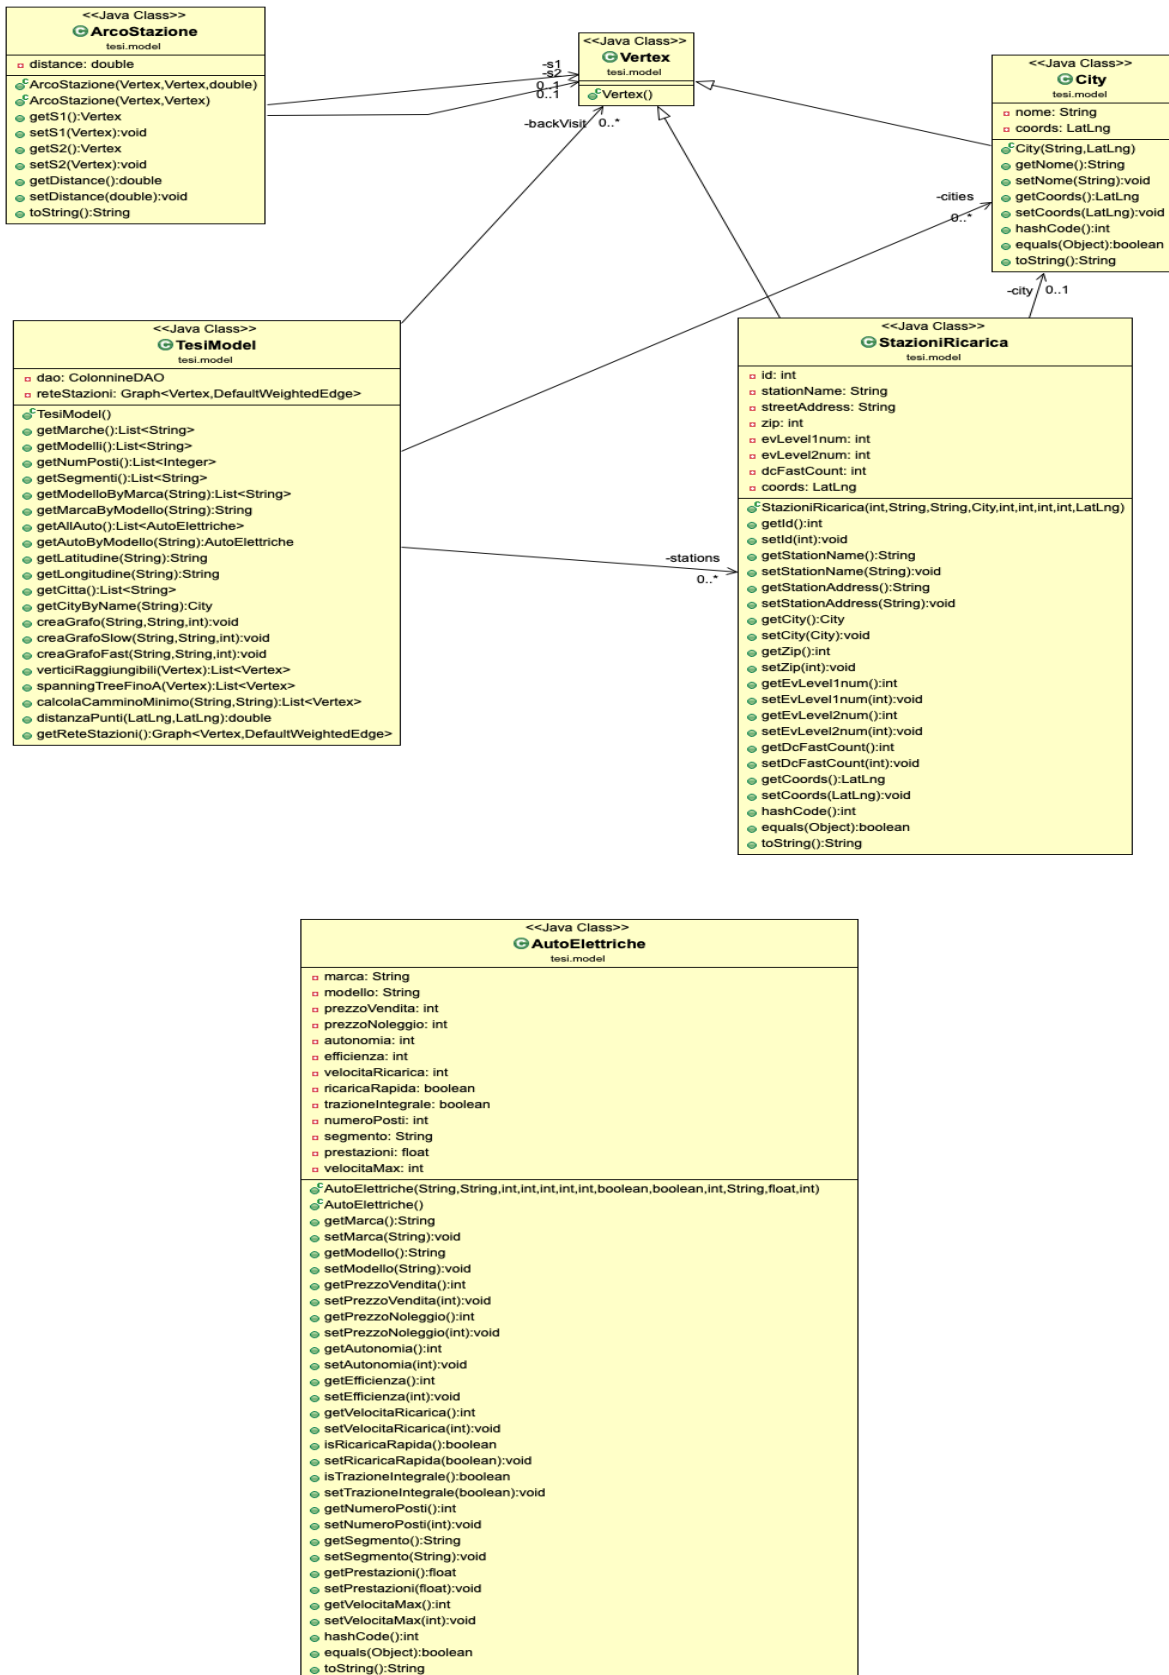 <<Java Class>>
ArcoStazione
tesi.model
distance: double
ArcoStazione(Vertex,Vertex,double)
ArcoStazione(Vertex,Vertex)
getS1():Vertex
setS1(Vertex):void
getS2():Vertex
setS2(Vertex):void
getDistance():double
setDistance(double):void
toString():String
-s1
-s2
0..1
0..1
<<Java Class>>
Vertex
tesi.model
Vertex()
-backVisit 0..*
<<Java Class>>
City
tesi.model
nome: String
coords: LatLng
City(String,LatLng)
getNome():String
setNome(String):void
getCoords():LatLng
setCoords(LatLng):void
hashCode():int
equals(Object):boolean
toString():String
-cities
0..*
-city 0..1
<<Java Class>>
TesiModel
tesi.model
dao: ColonnineDAO
reteStazioni: Graph<Vertex,DefaultWeightedEdge>
TesiModel()
getMarche():List<String>
getModelli():List<String>
getNumPosti():List<Integer>
getSegmenti():List<String>
getModelloByMarca(String):List<String>
getMarcaByModello(String):String
getAllAuto():List<AutoElettriche>
getAutoByModello(String):AutoElettriche
getLatitudine(String):String
getLongitudine(String):String
getCitta():List<String>
getCityByName(String):City
creaGrafo(String,String,int):void
creaGrafoSlow(String,String,int):void
creaGrafoFast(String,String,int):void
verticiRaggiungibili(Vertex):List<Vertex>
spanningTreeFinoA(Vertex):List<Vertex>
calcolaCamminoMinimo(String,String):List<Vertex>
distanzaPunti(LatLng,LatLng):double
getReteStazioni():Graph<Vertex,DefaultWeightedEdge>
-stations
0..*
<<Java Class>>
StazioniRicarica
tesi.model
id: int
stationName: String
streetAddress: String
zip: int
evLevel1num: int
evLevel2num: int
dcFastCount: int
coords: LatLng
StazioniRicarica(int,String,String,City,int,int,int,int,LatLng)
getId():int
setId(int):void
getStationName():String
setStationName(String):void
getStationAddress():String
setStationAddress(String):void
getCity():City
setCity(City):void
getZip():int
setZip(int):void
getEvLevel1num():int
setEvLevel1num(int):void
getEvLevel2num():int
setEvLevel2num(int):void
getDcFastCount():int
setDcFastCount(int):void
getCoords():LatLng
setCoords(LatLng):void
hashCode():int
equals(Object):boolean
toString():String
<<Java Class>>
AutoElettriche
tesi.model
marca: String
modello: String
prezzoVendita: int
prezzoNoleggio: int
autonomia: int
efficienza: int
velocitaRicarica: int
ricaricaRapida: boolean
trazioneIntegrale: boolean
numeroPosti: int
segmento: String
prestazioni: float
velocitaMax: int
AutoElettriche(String,String,int,int,int,int,int,boolean,boolean,int,String,float,int)
AutoElettriche()
getMarca():String
setMarca(String):void
getModello():String
setModello(String):void
getPrezzoVendita():int
setPrezzoVendita(int):void
getPrezzoNoleggio():int
setPrezzoNoleggio(int):void
getAutonomia():int
setAutonomia(int):void
getEfficienza():int
setEfficienza(int):void
getVelocitaRicarica():int
setVelocitaRicarica(int):void
isRicaricaRapida():boolean
setRicaricaRapida(boolean):void
isTrazioneIntegrale():boolean
setTrazioneIntegrale(boolean):void
getNumeroPosti():int
setNumeroPosti(int):void
getSegmento():String
setSegmento(String):void
getPrestazioni():float
setPrestazioni(float):void
getVelocitaMax():int
setVelocitaMax(int):void
hashCode():int
equals(Object):boolean
toString():String